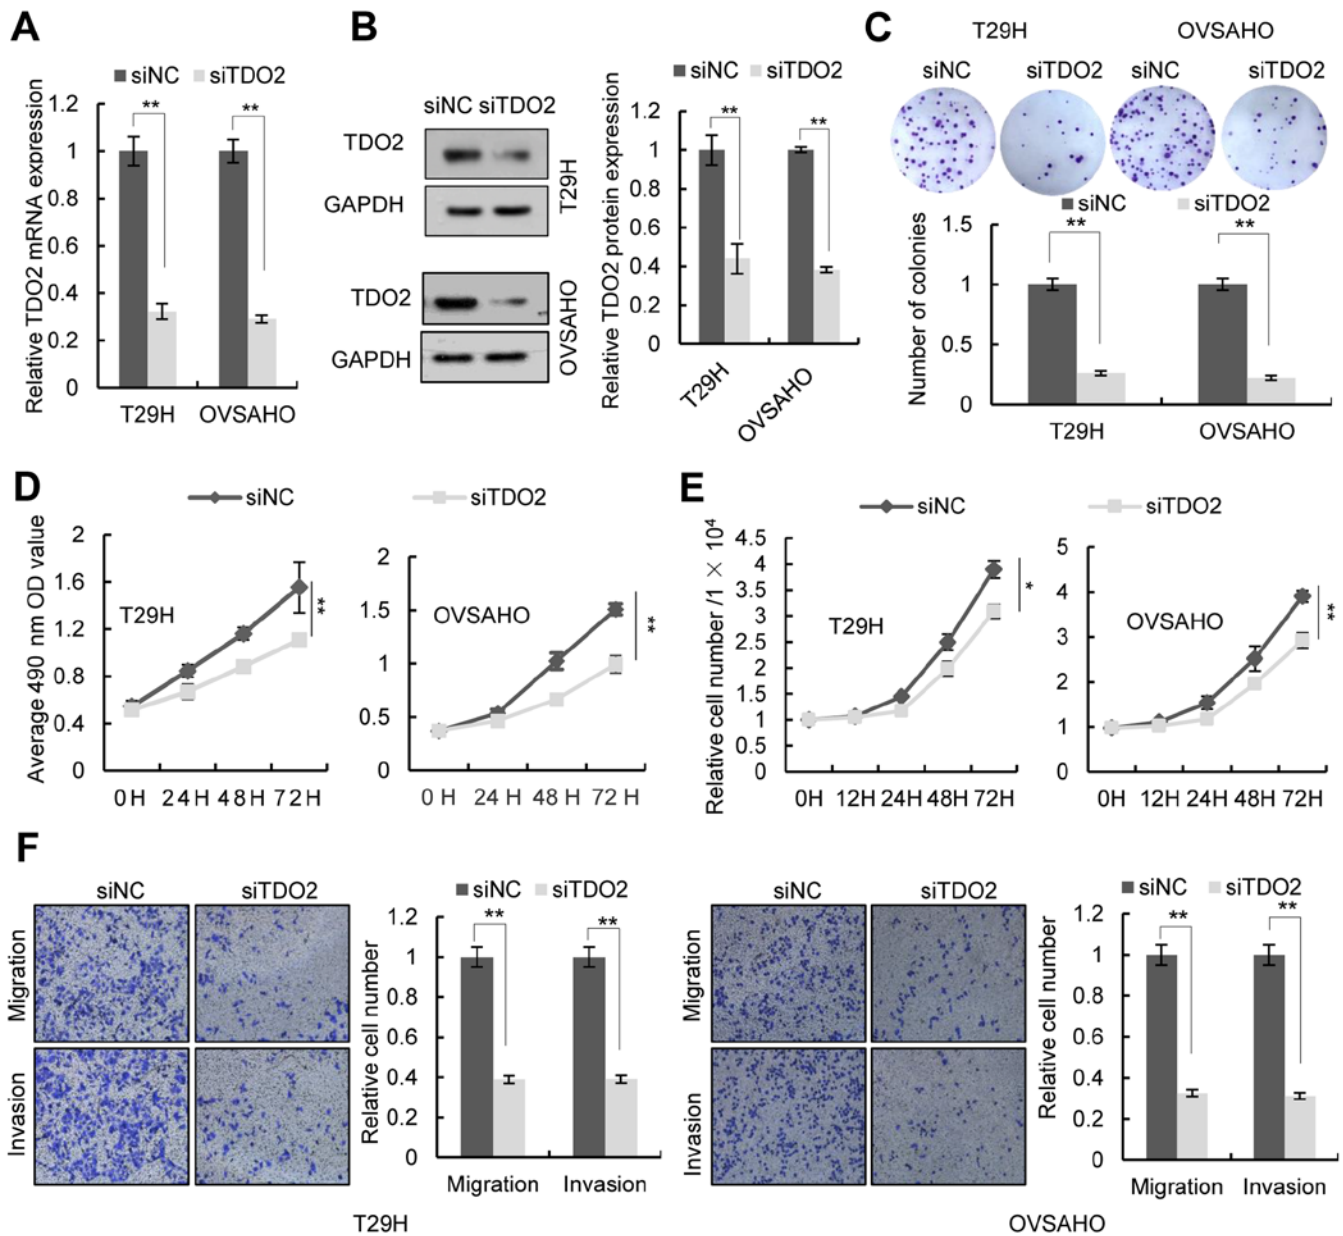 A
siNC siTDO2
Relative TDO2 mRNA expression
1.2
1
0.8
0.6
0.4
0.2
0
**
**
T29H OVSAHO
B
siNC siTDO2
TDO2
GAPDH
T29H
TDO2
GAPDH
OVSAHO
siNC siTDO2
Relative TDO2 protein expression
1.2
1
0.8
0.6
0.4
0.2
0
**
**
T29H
OVSAHO
C
T29H OVSAHO
siNC siTDO2 siNC siTDO2
siNC siTDO2
Number of colonies
1.5
1
0.5
0
**
**
T29H OVSAHO
D
siNC siTDO2
Average 490 nm OD value
2
1.6
1.2
0.8
0.4
0
T29H
**
0H 24H 48H 72H
2
1.5
1
0.5
0
OVSAHO
**
0H 24H 48H 72H
E
siNC siTDO2
Relative cell number /1 × 10⁴
4.5
4
3.5
3
2.5
2
1.5
1
0.5
0
T29H
*
0H 12H 24H 48H 72H
5
4
3
2
1
0
OVSAHO
**
0H 12H 24H 48H 72H
F
siNC siTDO2
Migration
Invasion
siNC siTDO2
Relative cell number
1.2
1
0.8
0.6
0.4
0.2
0
**
**
Migration Invasion
T29H
siNC siTDO2
Migration
Invasion
siNC siTDO2
Relative cell number
1.2
1
0.8
0.6
0.4
0.2
0
**
**
Migration Invasion
OVSAHO